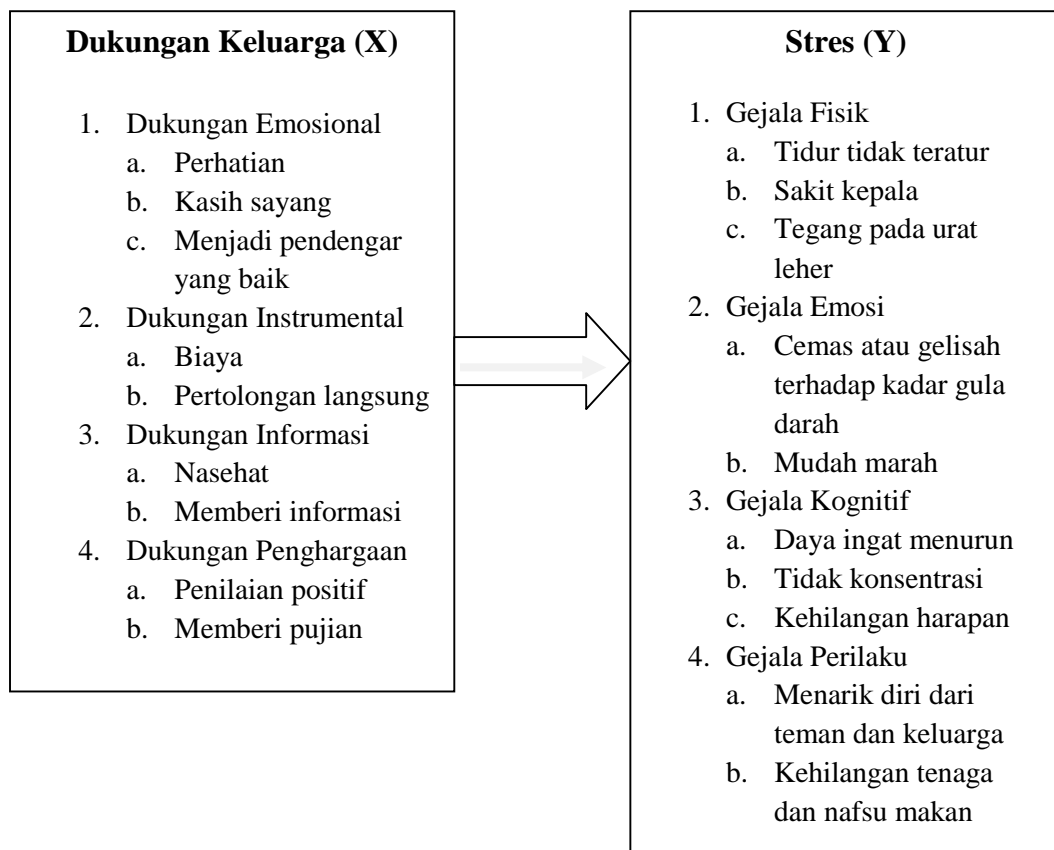 Dukungan Keluarga (X)
1. Dukungan Emosional
a. Perhatian
b. Kasih sayang
c. Menjadi pendengar
yang baik
2. Dukungan Instrumental
a. Biaya
b. Pertolongan langsung
3. Dukungan Informasi
a. Nasehat
b. Memberi informasi
4. Dukungan Penghargaan
a. Penilaian positif
b. Memberi pujian
Stres (Y)
1. Gejala Fisik
a. Tidur tidak teratur
b. Sakit kepala
c. Tegang pada urat
leher
2. Gejala Emosi
a. Cemas atau gelisah
terhadap kadar gula
darah
b. Mudah marah
3. Gejala Kognitif
a. Daya ingat menurun
b. Tidak konsentrasi
c. Kehilangan harapan
4. Gejala Perilaku
a. Menarik diri dari
teman dan keluarga
b. Kehilangan tenaga
dan nafsu makan